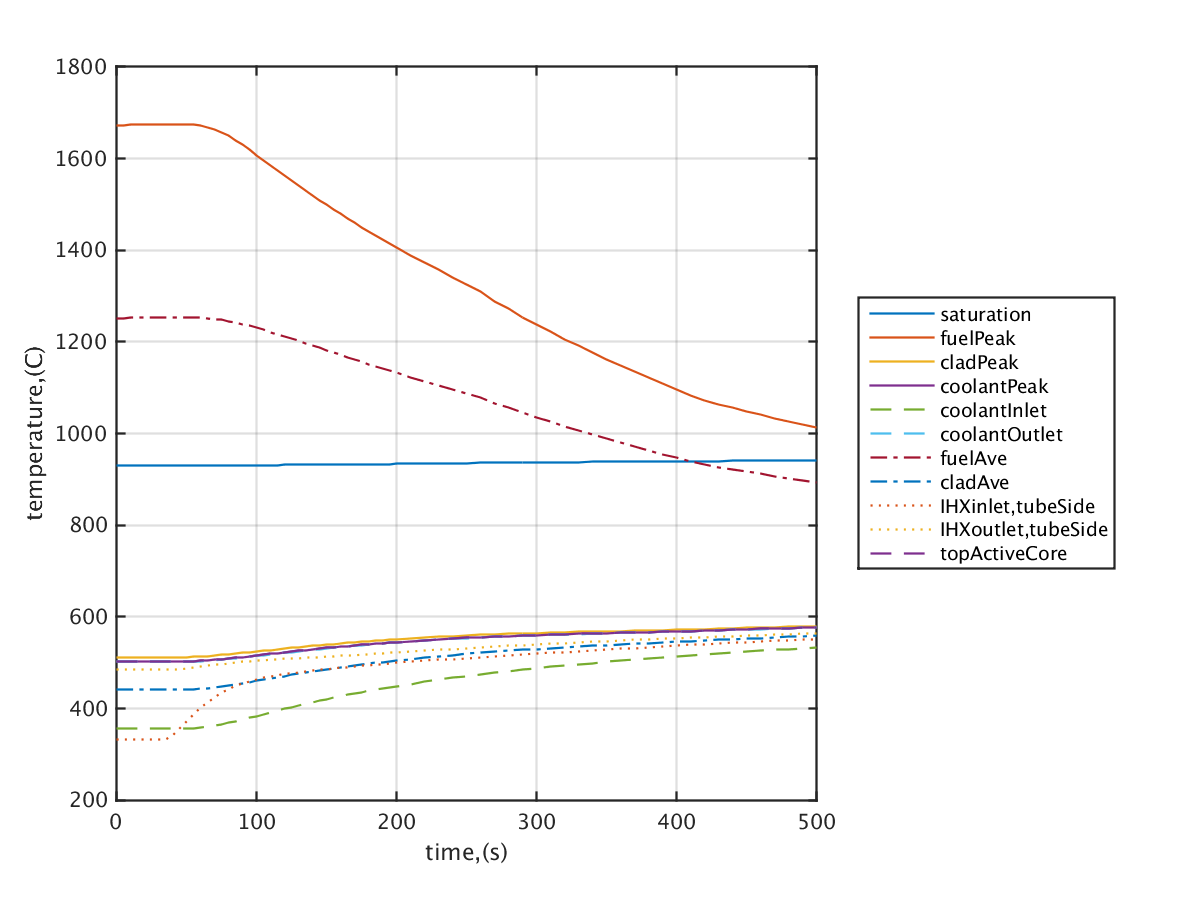 1800
1600
1400
1200
1000
800
600
400
200
temperature,(C)
0 100 200 300 400 500
time,(s)
saturation
fuelPeak
cladPeak
coolantPeak
coolantInlet
coolantOutlet
fuelAve
cladAve
IHXinlet,tubeSide
IHXoutlet,tubeSide
topActiveCore